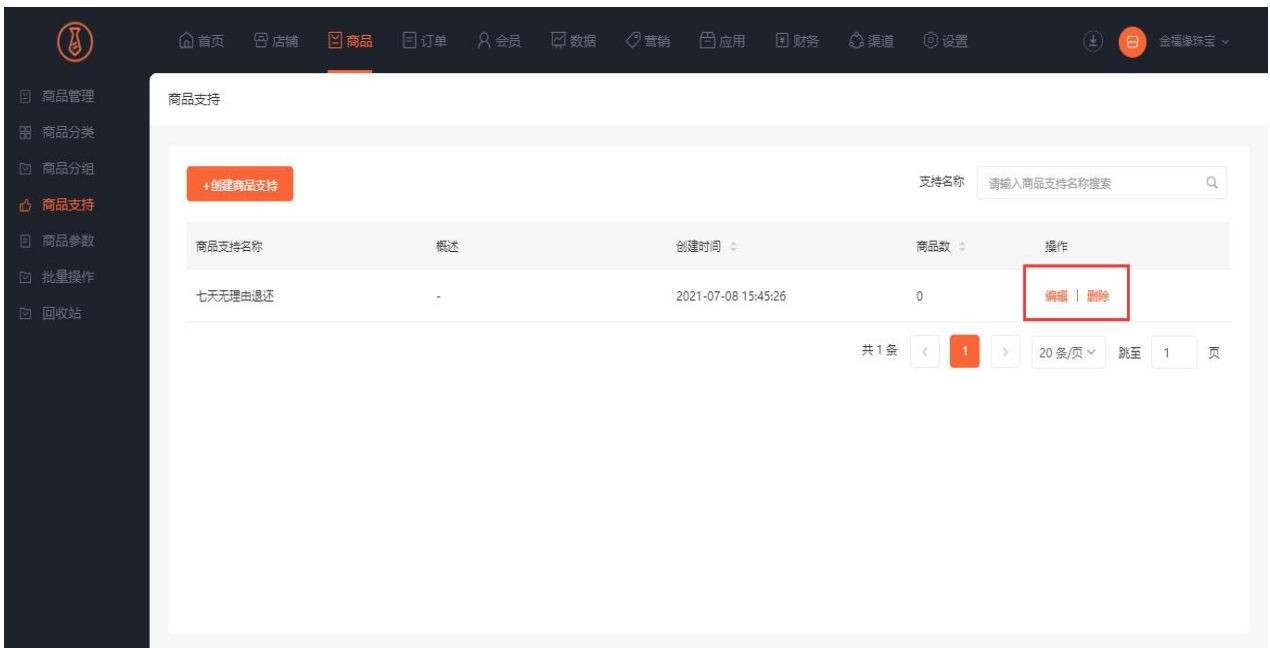 首页 店铺 商品 订单 会员 数据 营销 应用 财务 渠道 设置 金福缘珠宝
商品管理
商品分类
商品分组
商品支持
商品参数
批量操作
回收站
商品支持
+创建商品支持 支持名称 请输入商品支持名称搜索
商品支持名称 概述 创建时间 商品数 操作
七天无理由退还 - 2021-07-08 15:45:26 0 编辑 | 删除
共 1 条 < 1 > 20 条/页 跳至 1 页